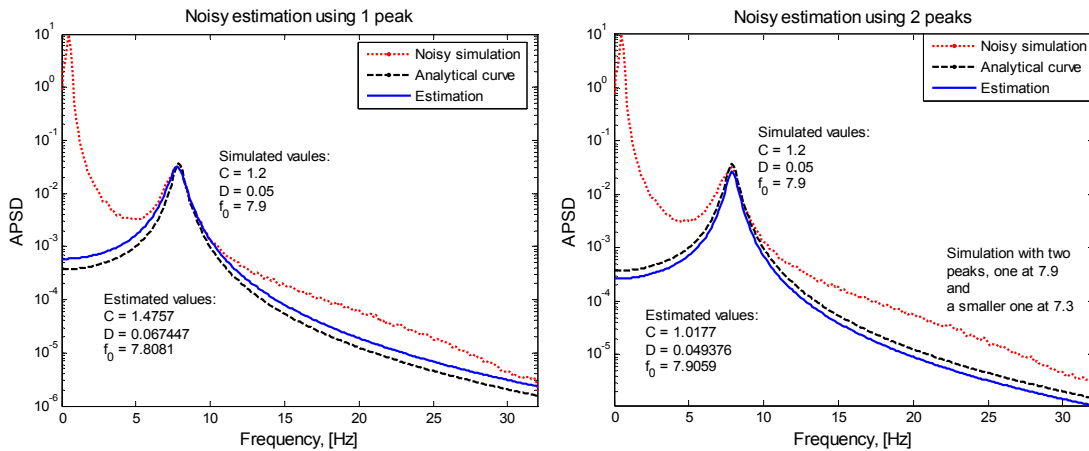 Noisy estimation using 1 peak
10^1
10^0
10^-1
10^-2
10^-3
10^-4
10^-5
10^-6
APSD
Noisy simulation
Analytical curve
Estimation
Simulated vaules:
C = 1.2
D = 0.05
f_0 = 7.9
Estimated values:
C = 1.4757
D = 0.067447
f_0 = 7.8081
0 5 10 15 20 25 30
Frequency, [Hz]
Noisy estimation using 2 peaks
10^1
10^0
10^-1
10^-2
10^-3
10^-4
10^-5
APSD
Noisy simulation
Analytical curve
Estimation
Simulated vaules:
C = 1.2
D = 0.05
f_0 = 7.9
Simulation with two
peaks, one at 7.9
and
a smaller one at 7.3
Estimated values:
C = 1.0177
D = 0.049376
f_0 = 7.9059
0 5 10 15 20 25 30
Frequency, [Hz]